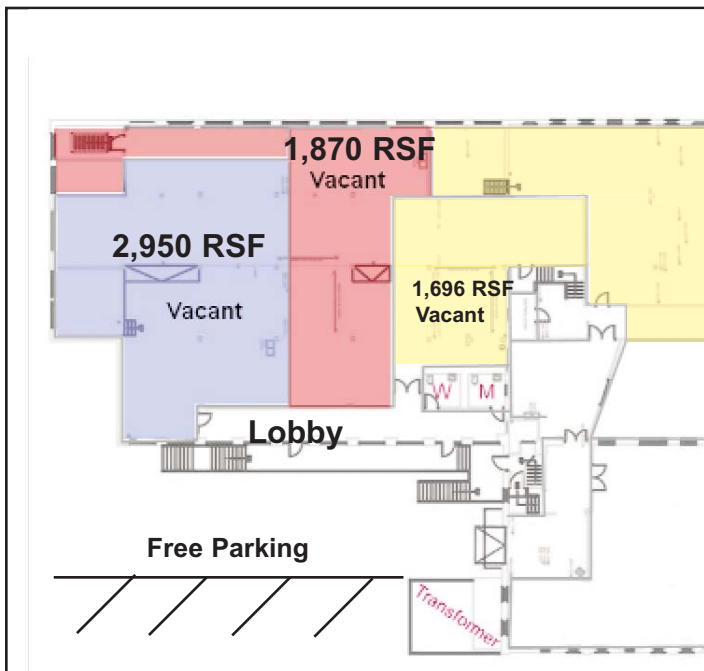 1,870 RSF
Vacant
2,950 RSF
Vacant
1,696 RSF
Vacant
W M
Lobby
Free Parking
Transformer